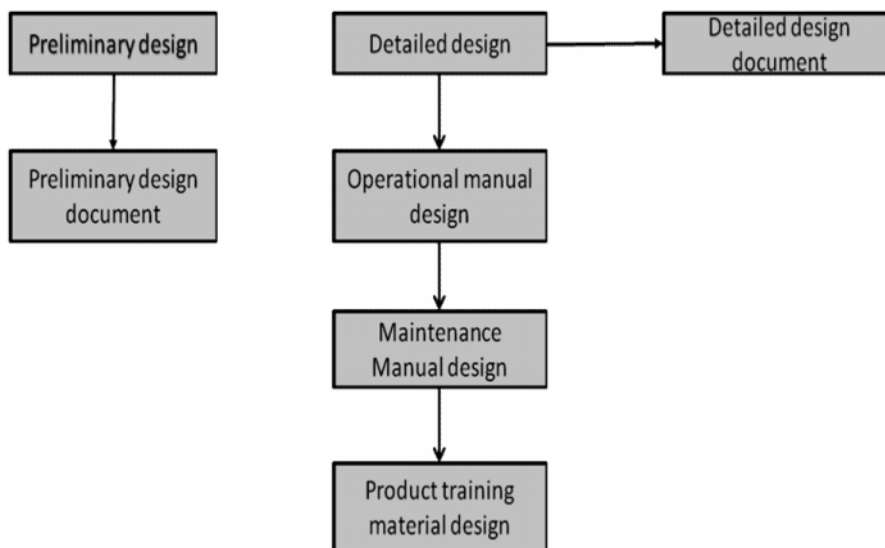 Preliminary design
Detailed design
Detailed design
document
Preliminary design
document
Operational manual
design
Maintenance
Manual design
Product training
material design